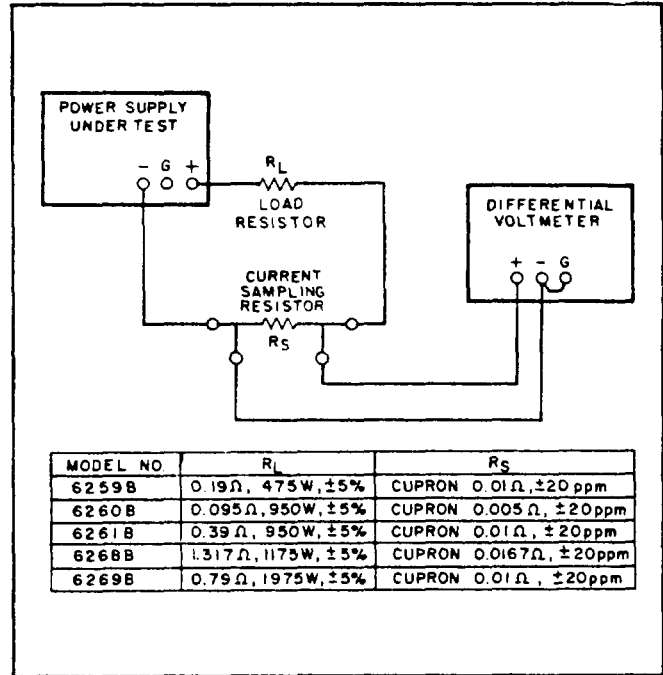 POWER SUPPLY
UNDER TEST
- G +
RL
LOAD
RESISTOR
DIFFERENTIAL
VOLTMETER
+ - G
CURRENT
SAMPLING
RESISTOR
RS
MODEL NO. RL RS
6259B 0.19Ω, 475W, ±5% CUPRON 0.01Ω, ±20 ppm
6260B 0.095Ω, 950W, ±5% CUPRON 0.005Ω, ±20ppm
6261B 0.39Ω, 950W, ±5% CUPRON 0.01Ω, ±20ppm
6268B 1.317Ω, 1175W, ±5% CUPRON 0.0167Ω, ±20ppm
6269B 0.79Ω, 1975W, ±5% CUPRON 0.01Ω, ±20ppm